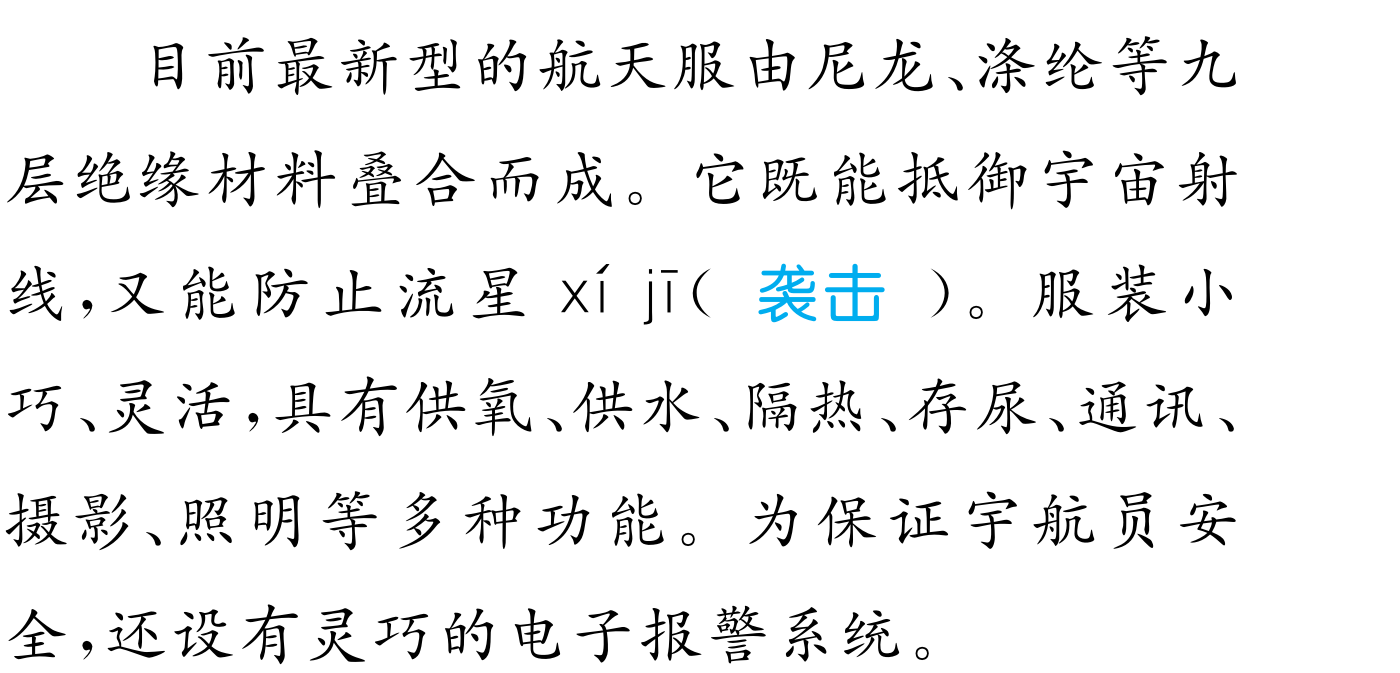 目前最新型的航天服由尼龙、涤纶等九
层绝缘材料叠合而成。它既能抵御宇宙射
线,又能防止流星 xí jī( 袭击 )。服装小
巧、灵活,具有供氧、供水、隔热、存尿、通讯、
摄影、照明等多种功能。为保证宇航员安
全,还设有灵巧的电子报警系统。